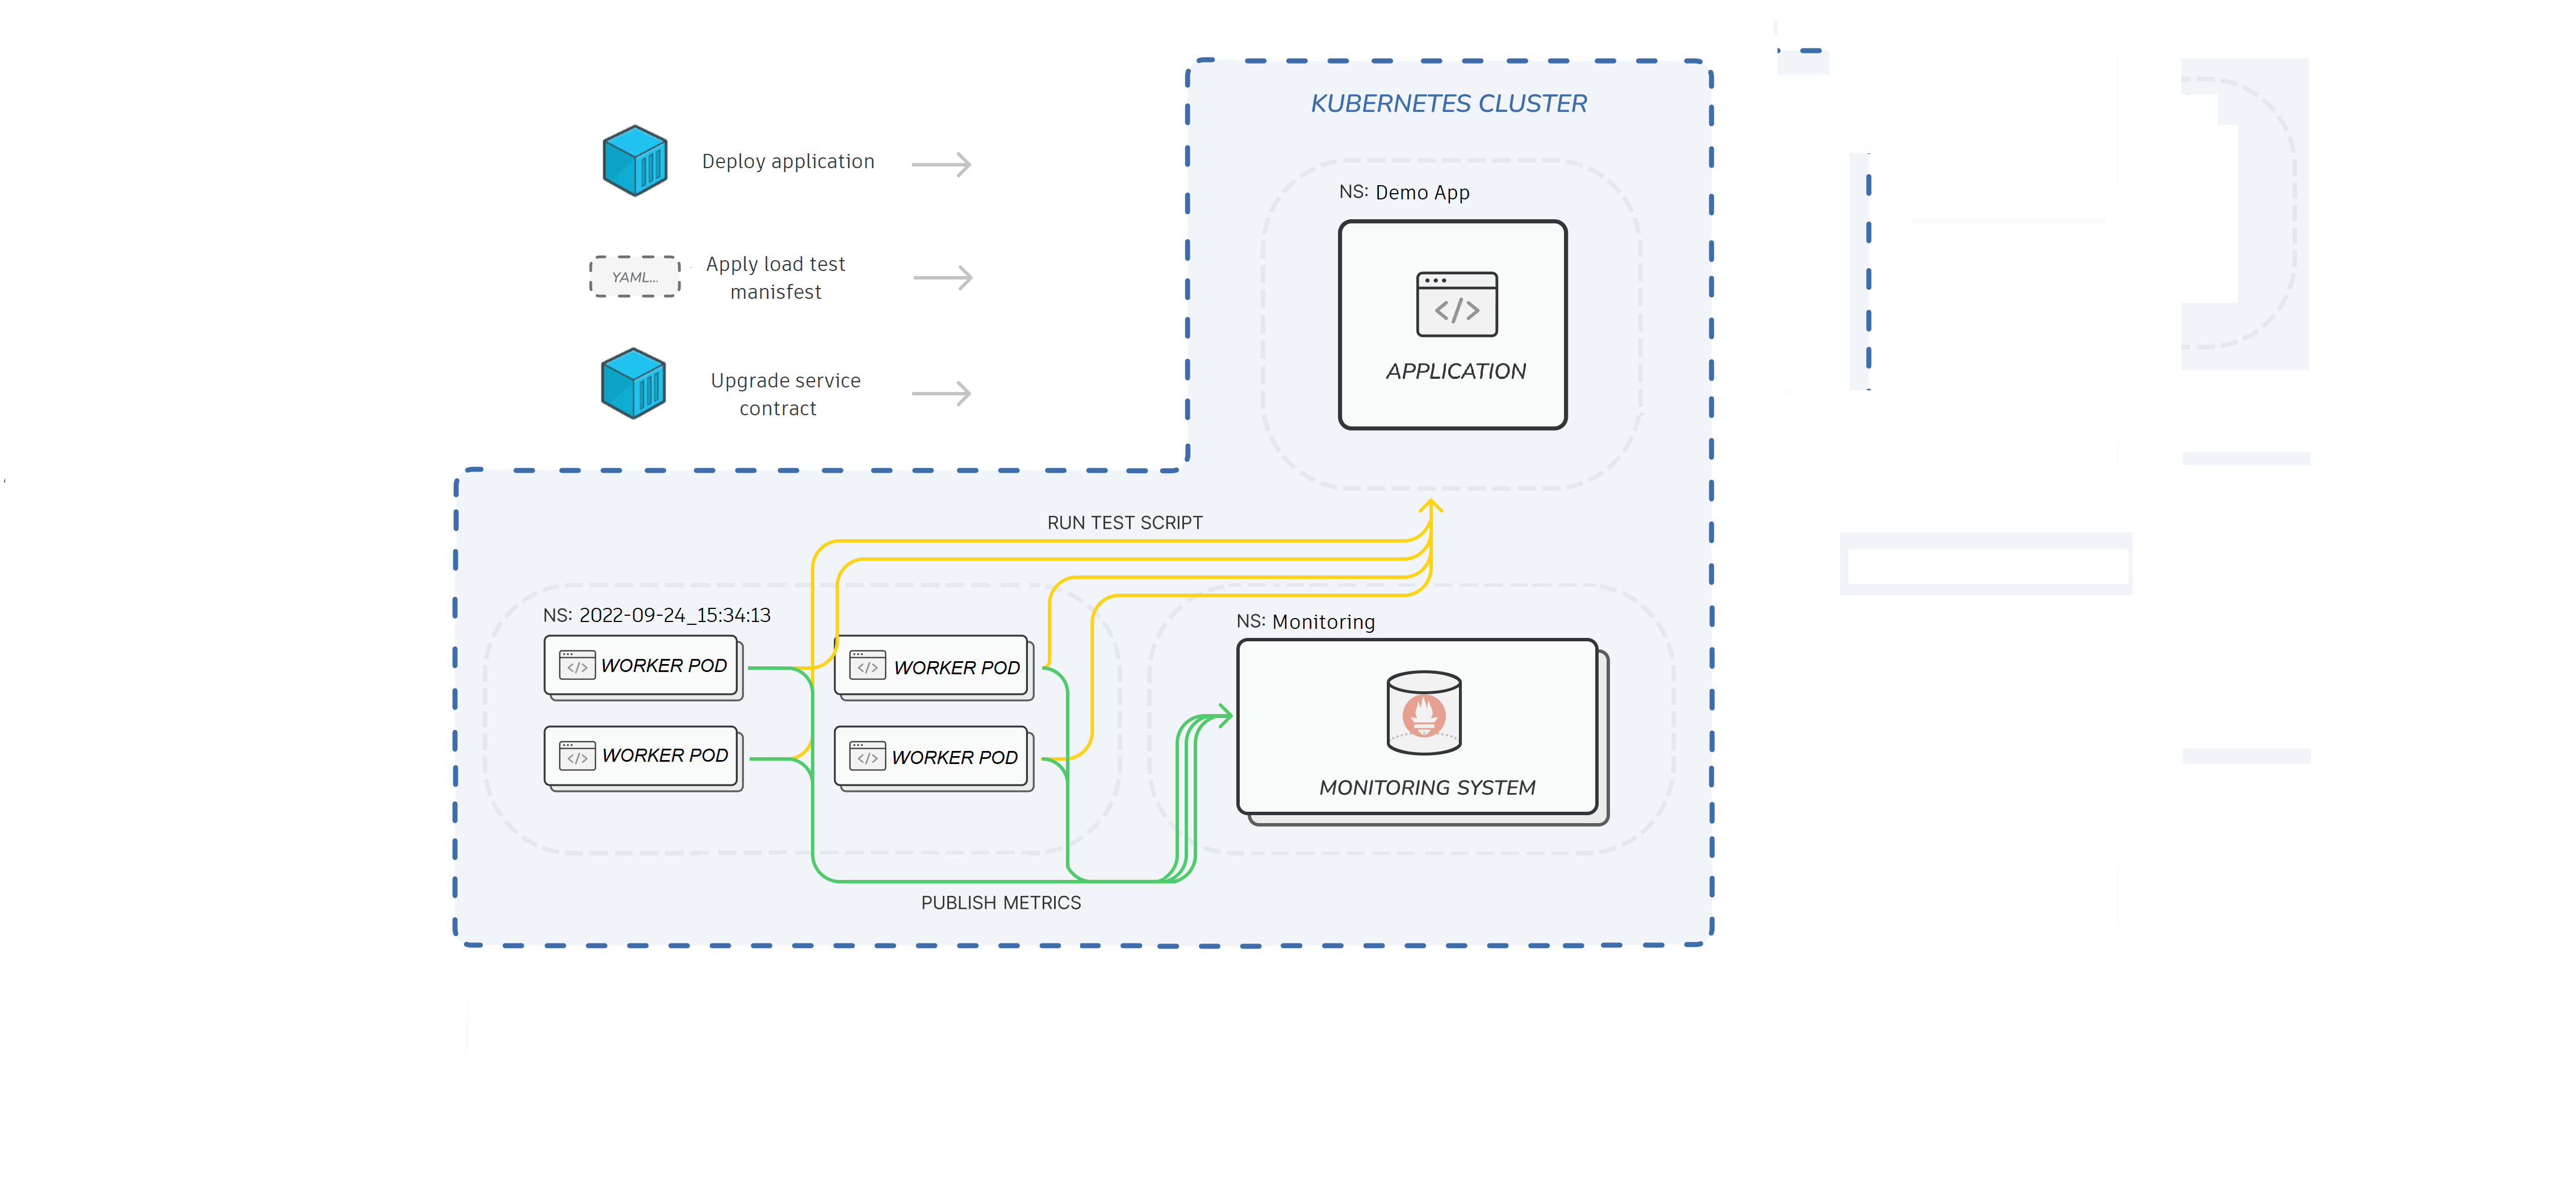 KUBERNETES CLUSTER
Deploy application
NS: Demo App
YAML...
Apply load test
manisfest
APPLICATION
Upgrade service
contract
RUN TEST SCRIPT
NS: 2022-09-24_15:34:13
NS: Monitoring
WORKER POD
WORKER POD
WORKER POD
WORKER POD
MONITORING SYSTEM
PUBLISH METRICS